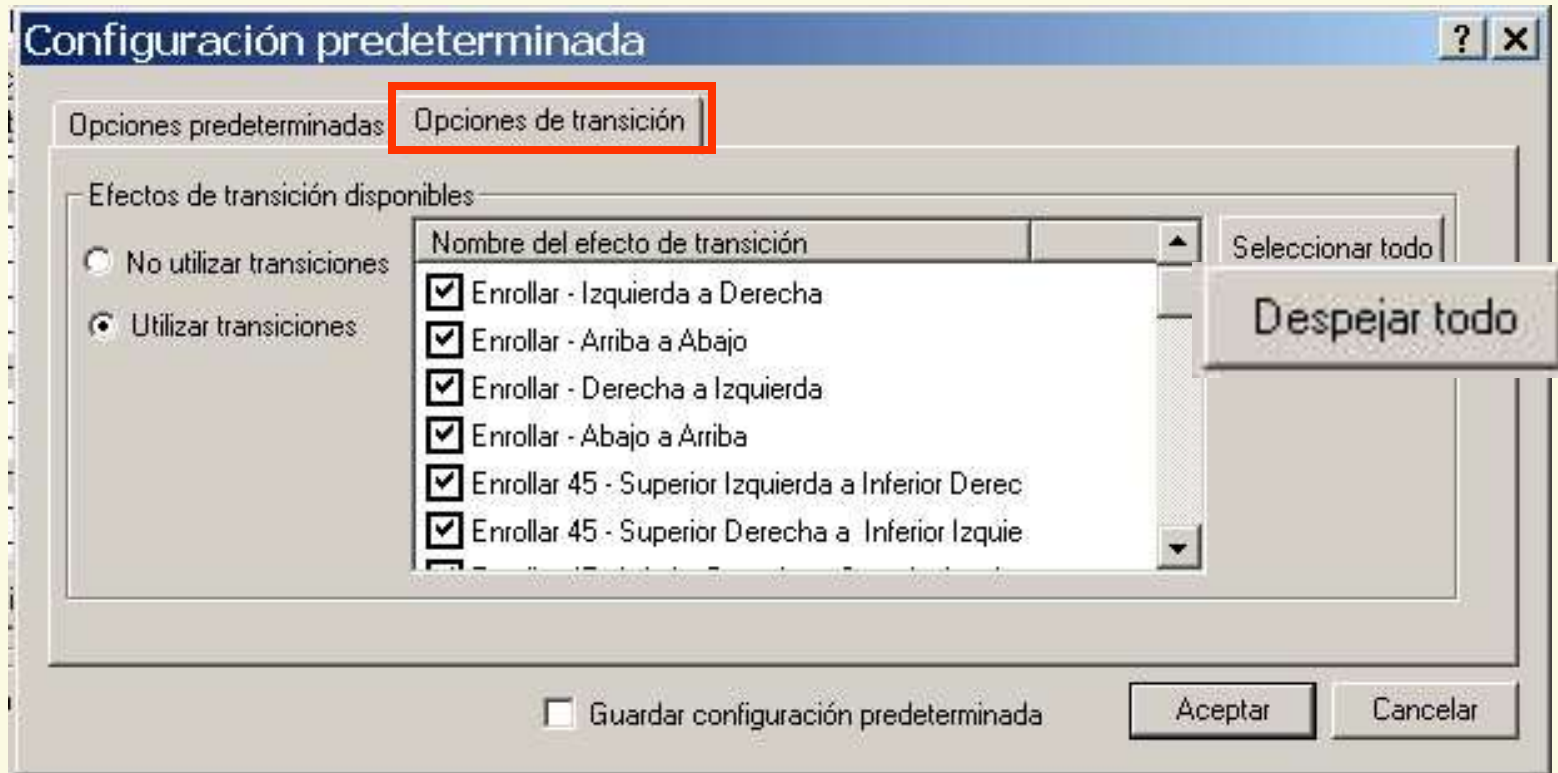 Configuración predeterminada
Opciones predeterminadas
Opciones de transición
Efectos de transición disponibles
No utilizar transiciones
Utilizar transiciones
Nombre del efecto de transición
Enrollar - Izquierda a Derecha
Enrollar - Arriba a Abajo
Enrollar - Derecha a Izquierda
Enrollar - Abajo a Arriba
Enrollar 45 - Superior Izquierda a Inferior Derec
Enrollar 45 - Superior Derecha a Inferior Izquie
Seleccionar todo
Despejar todo
Guardar configuración predeterminada
Aceptar
Cancelar